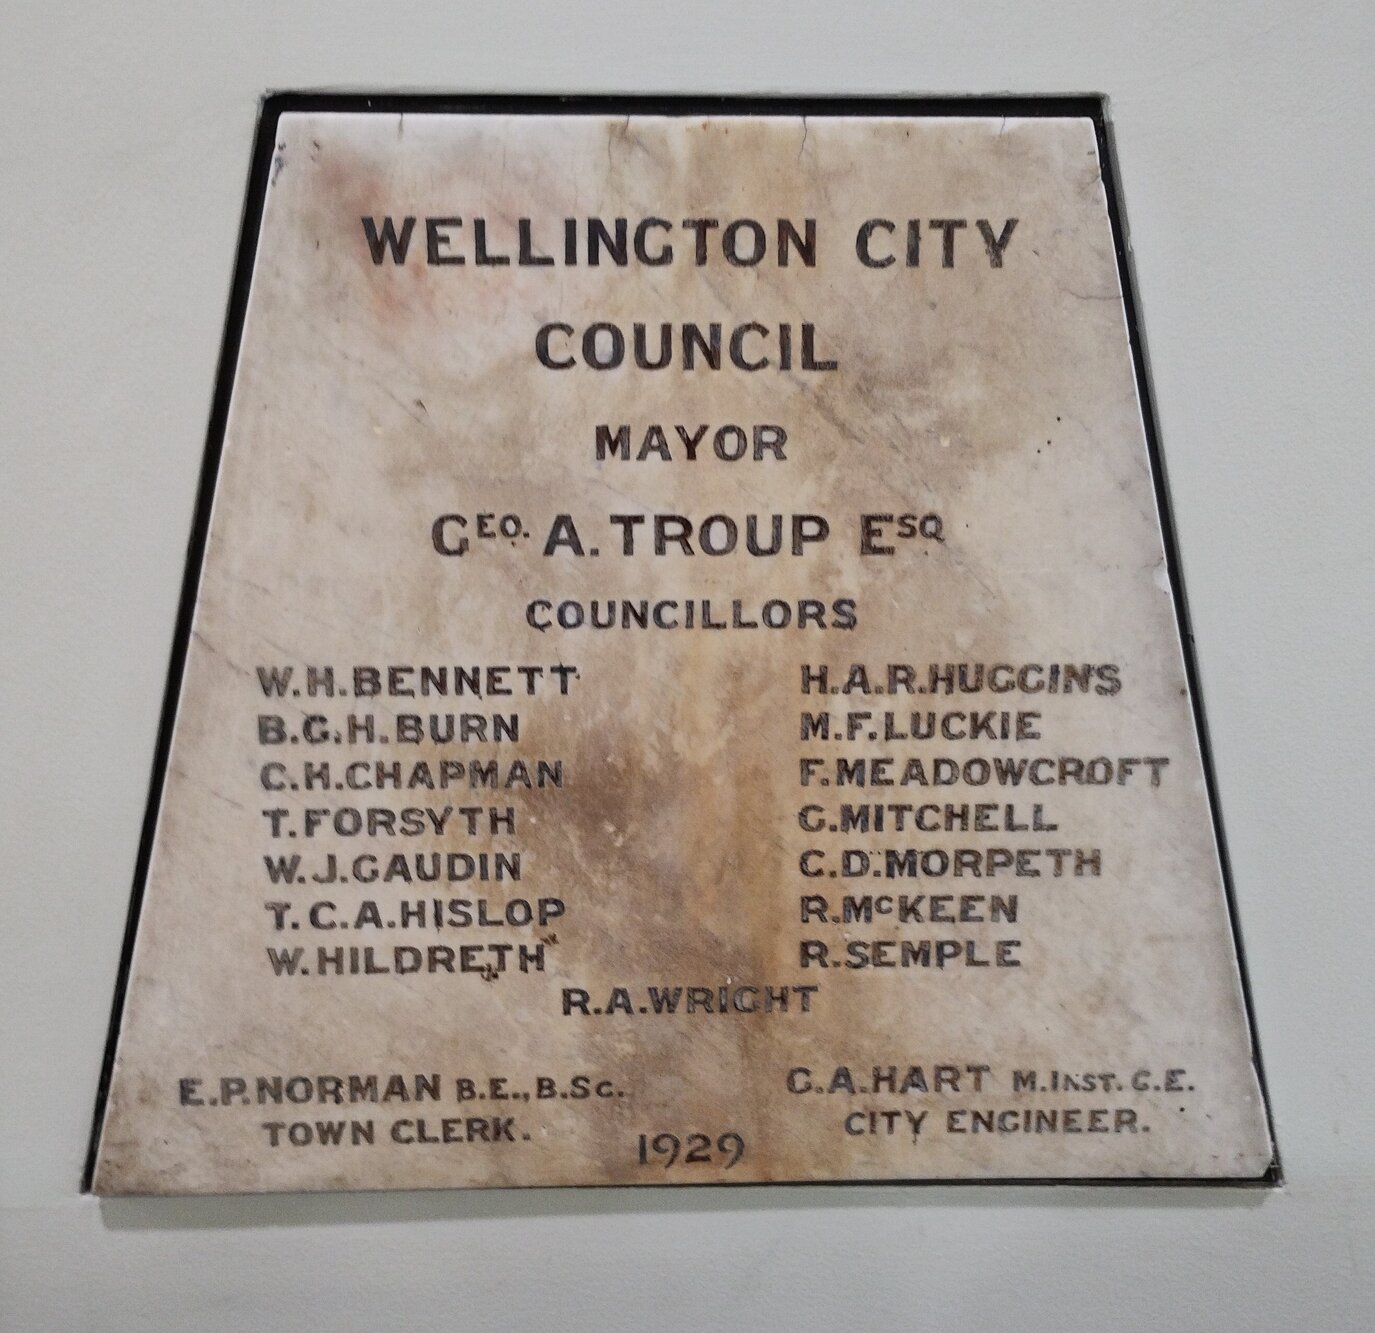 WELLINGTON CITY
COUNCIL
MAYOR
GEO. A. TROUP ESQ
COUNCILLORS
W. H. BENNETT
B. G. H. BURN
C. H. CHAPMAN
T. FORSYTH
W. J. GAUDIN
T. C. A. HISLOP
W. HILDRETH
H. A. R. HUGGINS
M. F. LUCKIE
F. MEADOWCROFT
G. MITCHELL
C. D. MORPETH
R. McKEEN
R. SEMPLE
R. A. WRIGHT
E. P. NORMAN B.E., B.Sc.
TOWN CLERK.
G. A. HART M.INST.C.E.
CITY ENGINEER.
1929